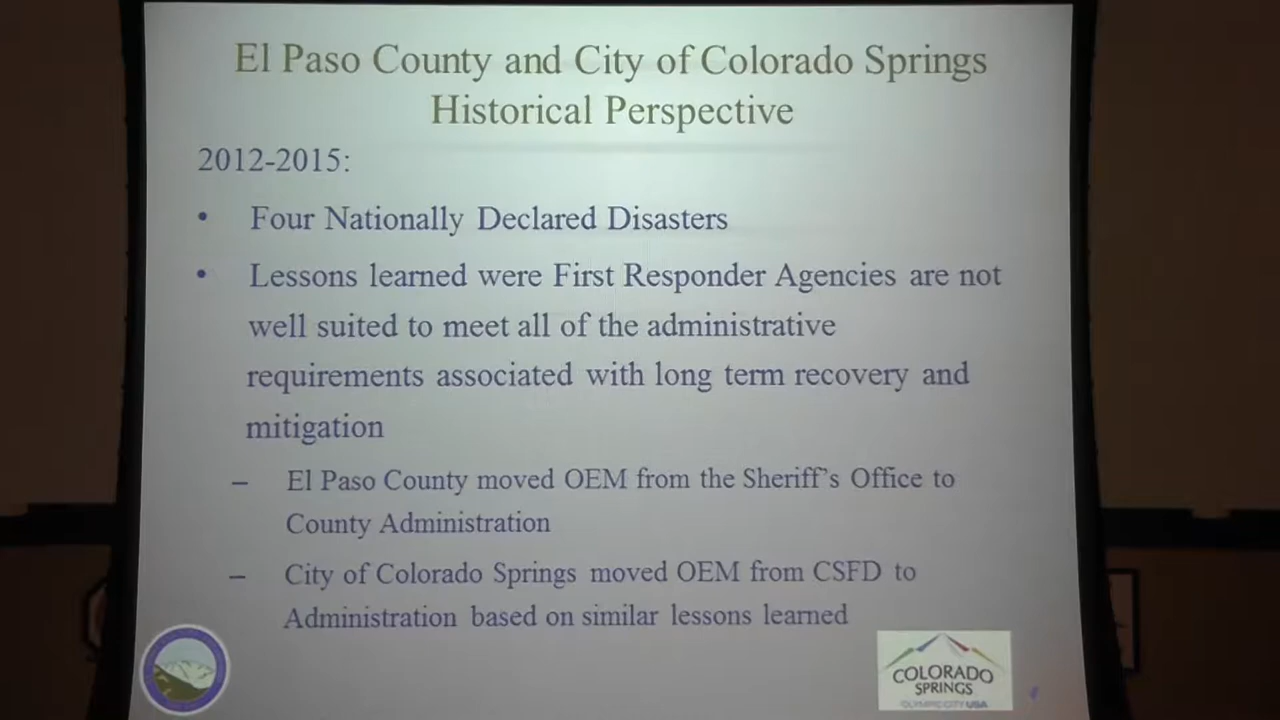 El Paso County and City of Colorado Springs
Historical Perspective
2012-2015:
• Four Nationally Declared Disasters
• Lessons learned were First Responder Agencies are not
well suited to meet all of the administrative
requirements associated with long term recovery and
mitigation
– El Paso County moved OEM from the Sheriff's Office to
County Administration
– City of Colorado Springs moved OEM from CSFD to
Administration based on similar lessons learned
COLORADO
SPRINGS
OLYMPIC CITY USA